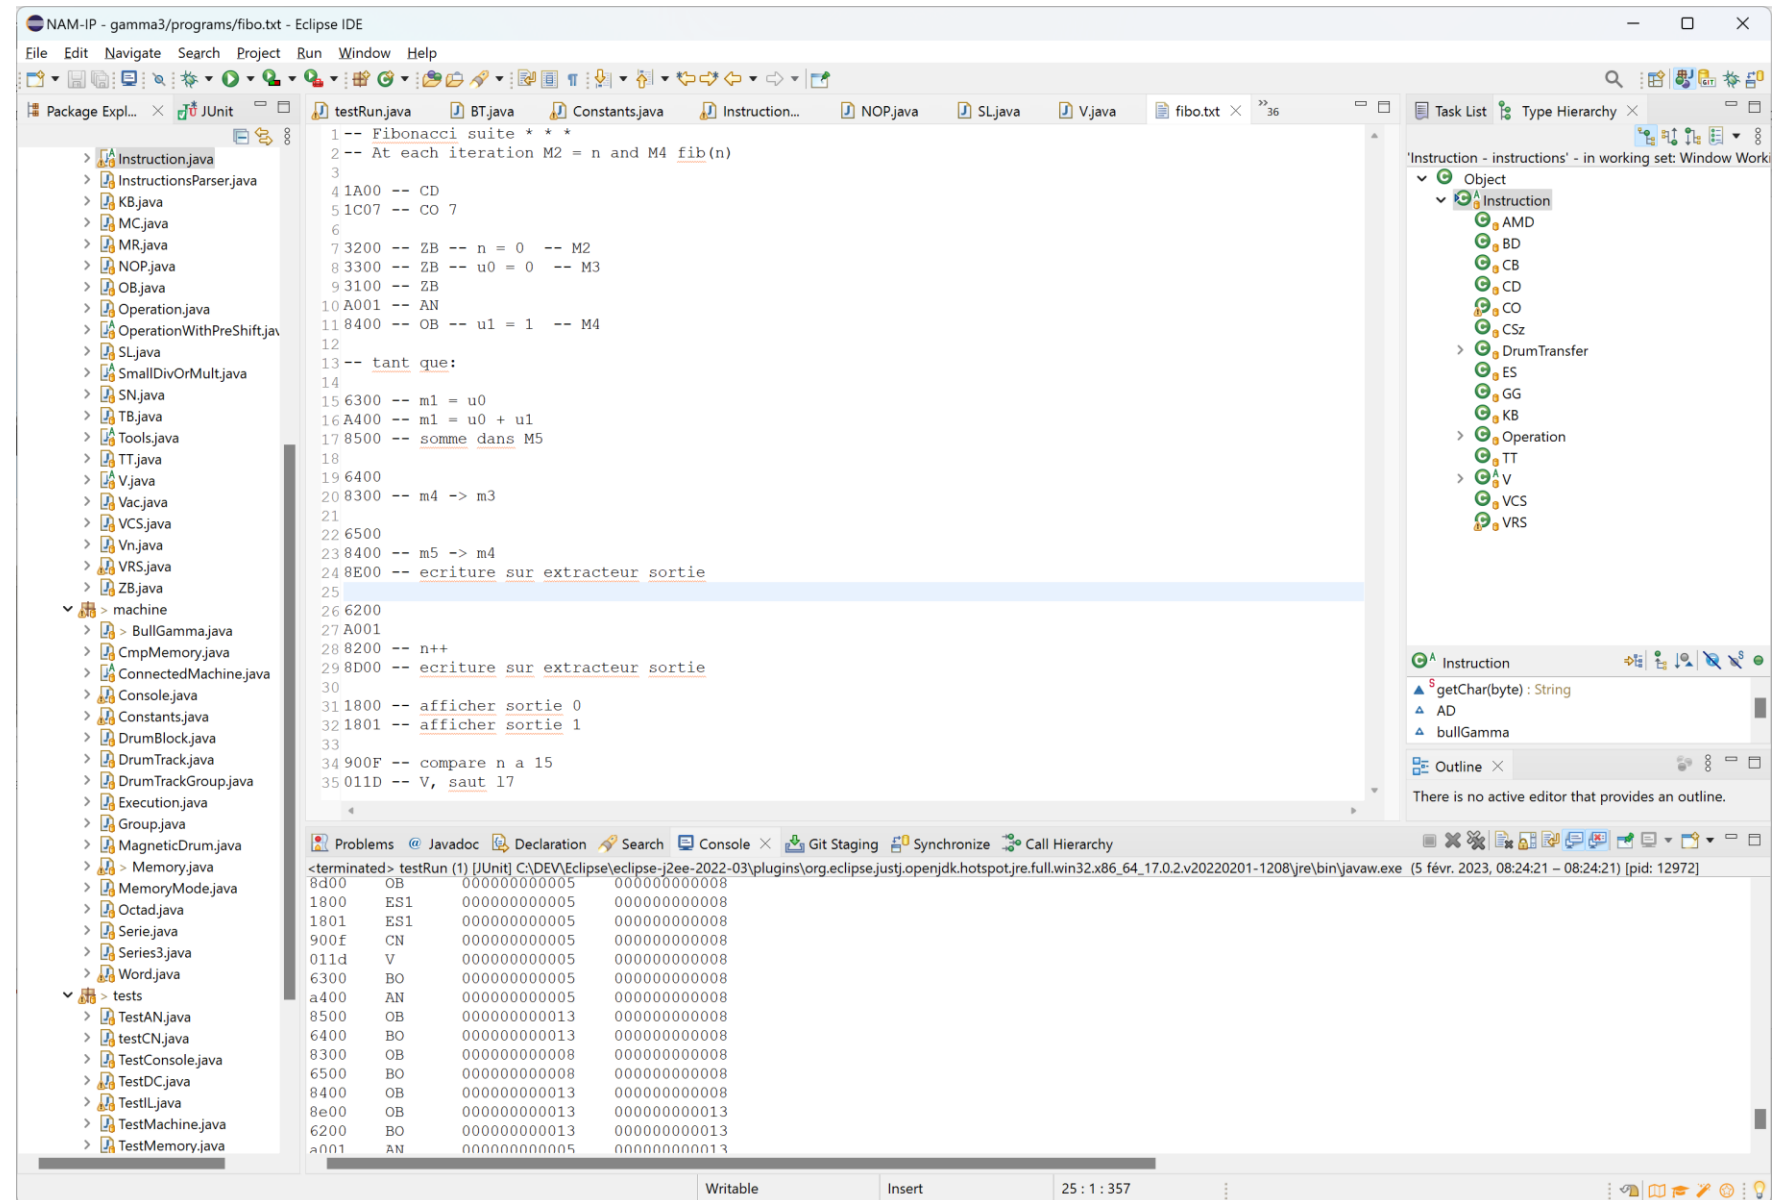 NAM-IP - gamma3/programs/fibo.txt - Eclipse IDE
File Edit Navigate Search Project Run Window Help
Package Expl... JUnit
Instruction.java
InstructionsParser.java
KB.java
MC.java
MR.java
NOP.java
OB.java
Operation.java
OperationWithPreShift.jav
SL.java
SmallDivOrMult.java
SN.java
TB.java
Tools.java
TT.java
V.java
Vac.java
VCS.java
Vn.java
VRS.java
ZB.java
> machine
> BullGamma.java
CmpMemory.java
ConnectedMachine.java
Console.java
Constants.java
DrumBlock.java
DrumTrack.java
DrumTrackGroup.java
Execution.java
Group.java
MagneticDrum.java
> Memory.java
MemoryMode.java
Octad.java
Serie.java
Series3.java
Word.java
> tests
TestAN.java
testCN.java
TestConsole.java
TestDC.java
TestIL.java
TestMachine.java
TestMemory.java
testRun.java BT.java Constants.java Instruction... NOP.java SL.java V.java fibo.txt »36
1 -- Fibonacci suite * * *
2 -- At each iteration M2 = n and M4 fib(n)
3
4 1A00 -- CD
5 1C07 -- CO 7
6
7 3200 -- ZB -- n = 0  -- M2
8 3300 -- ZB -- u0 = 0  -- M3
9 3100 -- ZB
10 A001 -- AN
11 8400 -- OB -- u1 = 1  -- M4
12
13 -- tant que:
14
15 6300 -- m1 = u0
16 A400 -- m1 = u0 + u1
17 8500 -- somme dans M5
18
19 6400
20 8300 -- m4 -> m3
21
22 6500
23 8400 -- m5 -> m4
24 8E00 -- ecriture sur extracteur sortie
25
26 6200
27 A001
28 8200 -- n++
29 8D00 -- ecriture sur extracteur sortie
30
31 1800 -- afficher sortie 0
32 1801 -- afficher sortie 1
33
34 900F -- compare n a 15
35 011D -- V, saut l7
Task List Type Hierarchy
'Instruction - instructions' - in working set: Window Worki
Object
Instruction
AMD
BD
CB
CD
CO
CSz
DrumTransfer
ES
GG
KB
Operation
TT
V
VCS
VRS
Instruction
getChar(byte) : String
AD
bullGamma
Outline
There is no active editor that provides an outline.
Problems Javadoc Declaration Search Console Git Staging Synchronize Call Hierarchy
<terminated> testRun (1) [JUnit] C:\DEV\Eclipse\eclipse-j2ee-2022-03\plugins\org.eclipse.justj.openjdk.hotspot.jre.full.win32.x86_64_17.0.2.v20220201-1208\jre\bin\javaw.exe (5 févr. 2023, 08:24:21 – 08:24:21) [pid: 12972]
8d00 OB 000000000005 000000000008
1800 ES1 000000000005 000000000008
1801 ES1 000000000005 000000000008
900f CN 000000000005 000000000008
011d V 000000000005 000000000008
6300 BO 000000000005 000000000008
a400 AN 000000000005 000000000008
8500 OB 000000000013 000000000008
6400 BO 000000000013 000000000008
8300 OB 000000000008 000000000008
6500 BO 000000000008 000000000008
8400 OB 000000000013 000000000008
8e00 OB 000000000013 000000000013
6200 BO 000000000013 000000000013
a001 AN 000000000005 000000000013
Writable Insert 25 : 1 : 357